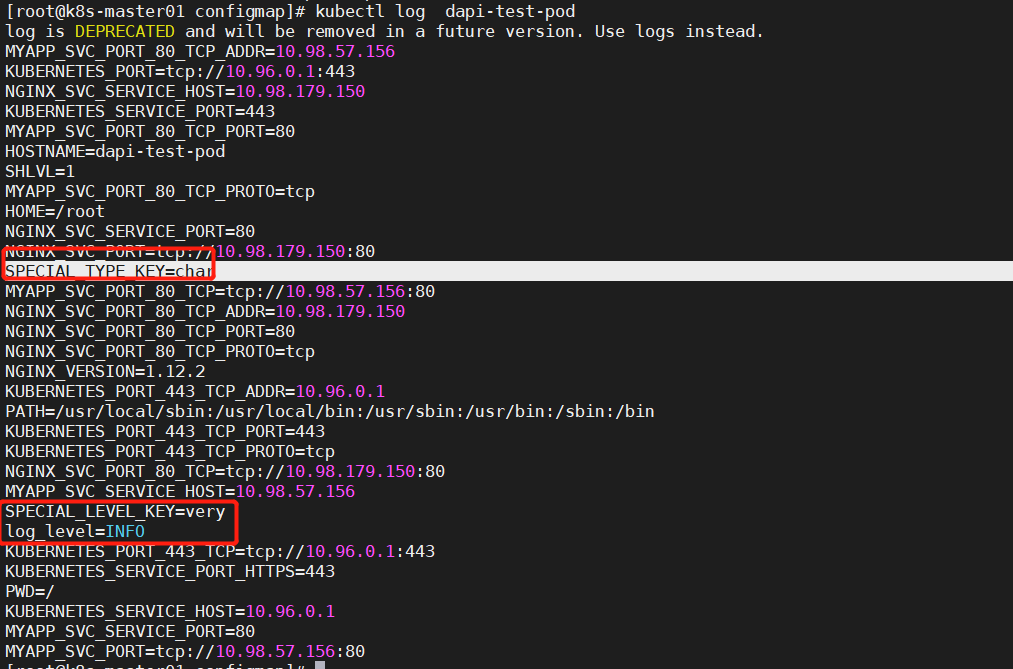 [root@k8s-master01 configmap]# kubectl log  dapi-test-pod
log is DEPRECATED and will be removed in a future version. Use logs instead.
MYAPP_SVC_PORT_80_TCP_ADDR=10.98.57.156
KUBERNETES_PORT=tcp://10.96.0.1:443
NGINX_SVC_SERVICE_HOST=10.98.179.150
KUBERNETES_SERVICE_PORT=443
MYAPP_SVC_PORT_80_TCP_PORT=80
HOSTNAME=dapi-test-pod
SHLVL=1
MYAPP_SVC_PORT_80_TCP_PROTO=tcp
HOME=/root
NGINX_SVC_SERVICE_PORT=80
NGINX_SVC_PORT=tcp://10.98.179.150:80
SPECIAL_TYPE_KEY=char
MYAPP_SVC_PORT_80_TCP=tcp://10.98.57.156:80
NGINX_SVC_PORT_80_TCP_ADDR=10.98.179.150
NGINX_SVC_PORT_80_TCP_PORT=80
NGINX_SVC_PORT_80_TCP_PROTO=tcp
NGINX_VERSION=1.12.2
KUBERNETES_PORT_443_TCP_ADDR=10.96.0.1
PATH=/usr/local/sbin:/usr/local/bin:/usr/sbin:/usr/bin:/sbin:/bin
KUBERNETES_PORT_443_TCP_PORT=443
KUBERNETES_PORT_443_TCP_PROTO=tcp
NGINX_SVC_PORT_80_TCP=tcp://10.98.179.150:80
MYAPP_SVC_SERVICE_HOST=10.98.57.156
SPECIAL_LEVEL_KEY=very
log_level=INFO
KUBERNETES_PORT_443_TCP=tcp://10.96.0.1:443
KUBERNETES_SERVICE_PORT_HTTPS=443
PWD=/
KUBERNETES_SERVICE_HOST=10.96.0.1
MYAPP_SVC_SERVICE_PORT=80
MYAPP_SVC_PORT=tcp://10.98.57.156:80
[root@k8s-master01 configmap]#